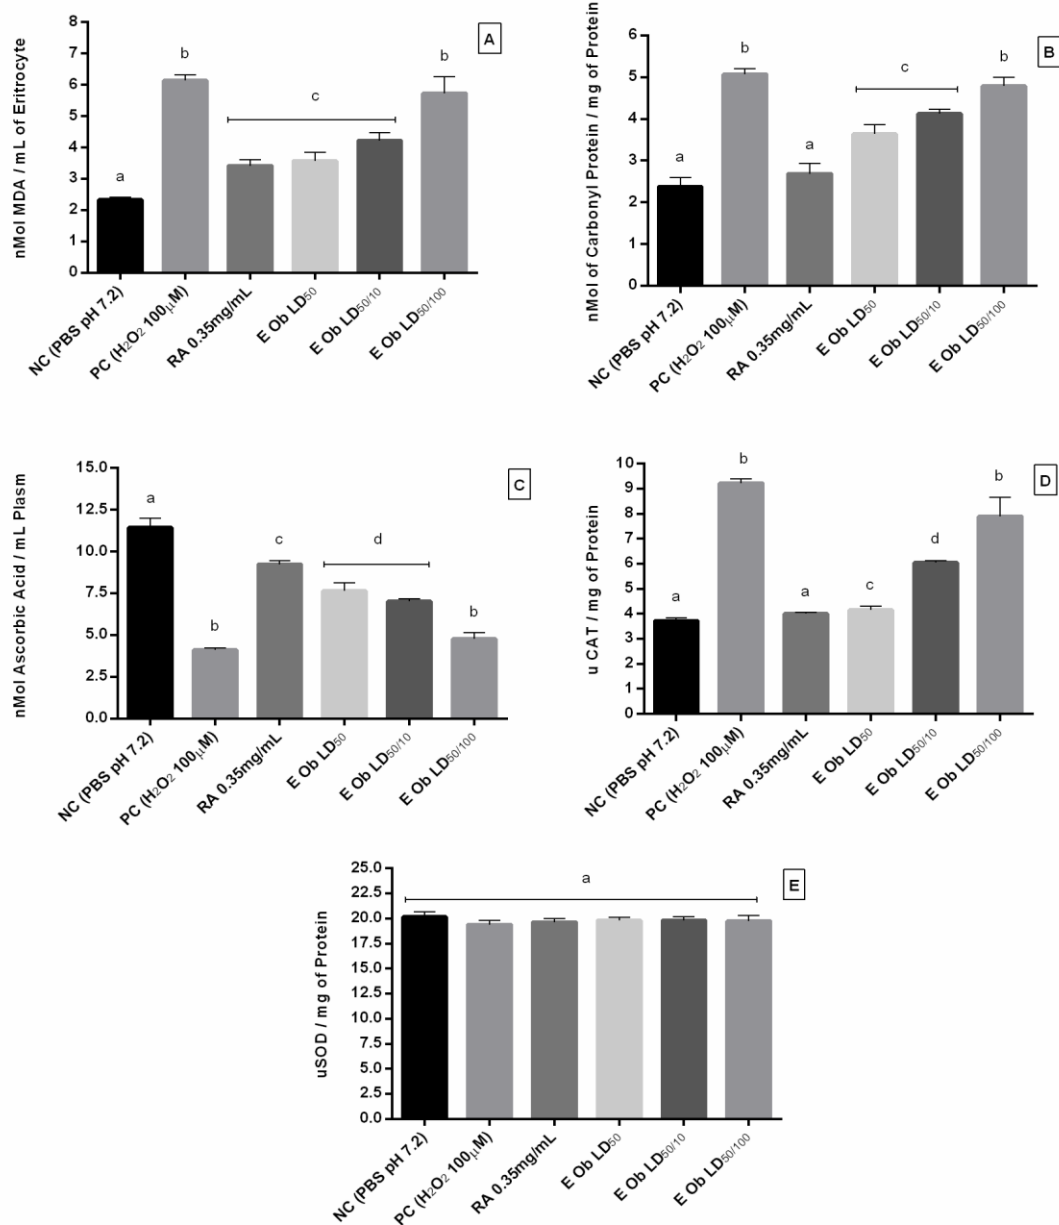 A
nMol MDA / mL of Eritrocyte
8
7
6
5
4
3
2
1
0
a
b
c
b
NC (PBS pH 7.2)
PC (H₂O₂ 100μM)
RA 0.35mg/mL
E Ob LD₅₀
E Ob LD₅₀/₁₀
E Ob LD₅₀/₁₀₀
B
nMol of Carbonyl Protein / mg of Protein
6
5
4
3
2
1
0
a
b
a
c
b
NC (PBS pH 7.2)
PC (H₂O₂ 100μM)
RA 0.35mg/mL
E Ob LD₅₀
E Ob LD₅₀/₁₀
E Ob LD₅₀/₁₀₀
C
nMol Ascorbic Acid / mL Plasm
15.0
12.5
10.0
7.5
5.0
2.5
0.0
a
b
c
d
b
NC (PBS pH 7.2)
PC (H₂O₂ 100μM)
RA 0.35mg/mL
E Ob LD₅₀
E Ob LD₅₀/₁₀
E Ob LD₅₀/₁₀₀
D
u CAT / mg of Protein
10
9
8
7
6
5
4
3
2
1
0
a
b
a
c
d
b
NC (PBS pH 7.2)
PC (H₂O₂ 100μM)
RA 0.35mg/mL
E Ob LD₅₀
E Ob LD₅₀/₁₀
E Ob LD₅₀/₁₀₀
E
uSOD / mg of Protein
25.0
22.5
20.0
17.5
15.0
12.5
10.0
7.5
5.0
2.5
0.0
a
NC (PBS pH 7.2)
PC (H₂O₂ 100μM)
RA 0.35mg/mL
E Ob LD₅₀
E Ob LD₅₀/₁₀
E Ob LD₅₀/₁₀₀